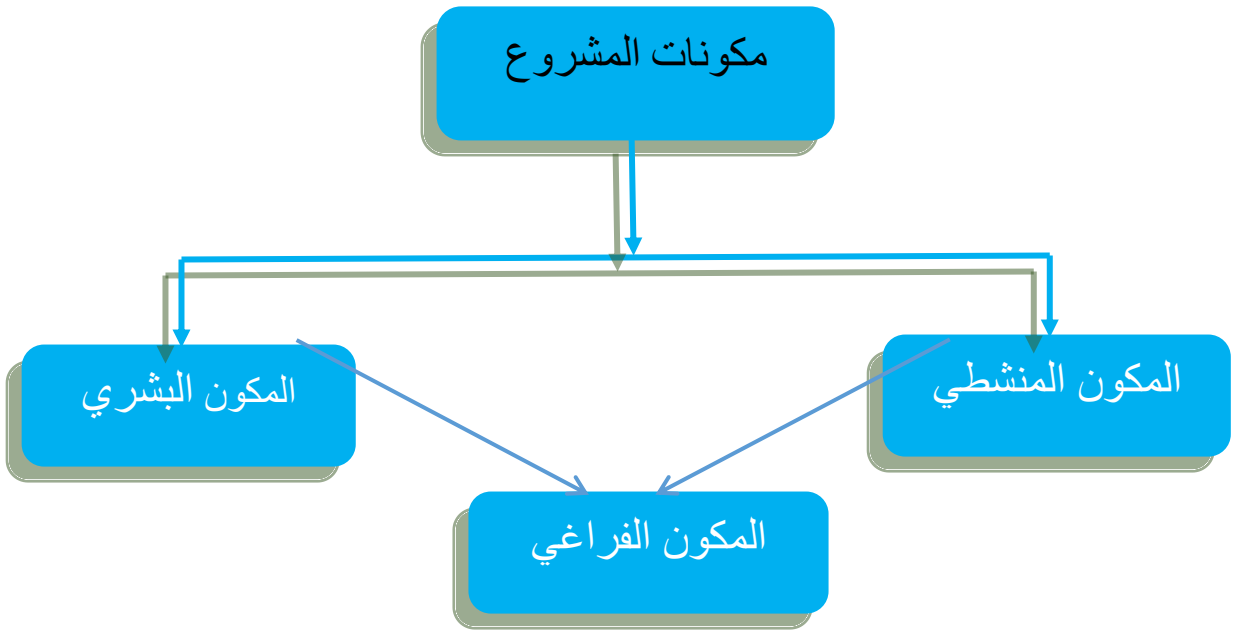 مكونات المشروع
المكون المنشطي
المكون البشري
المكون الفراغي